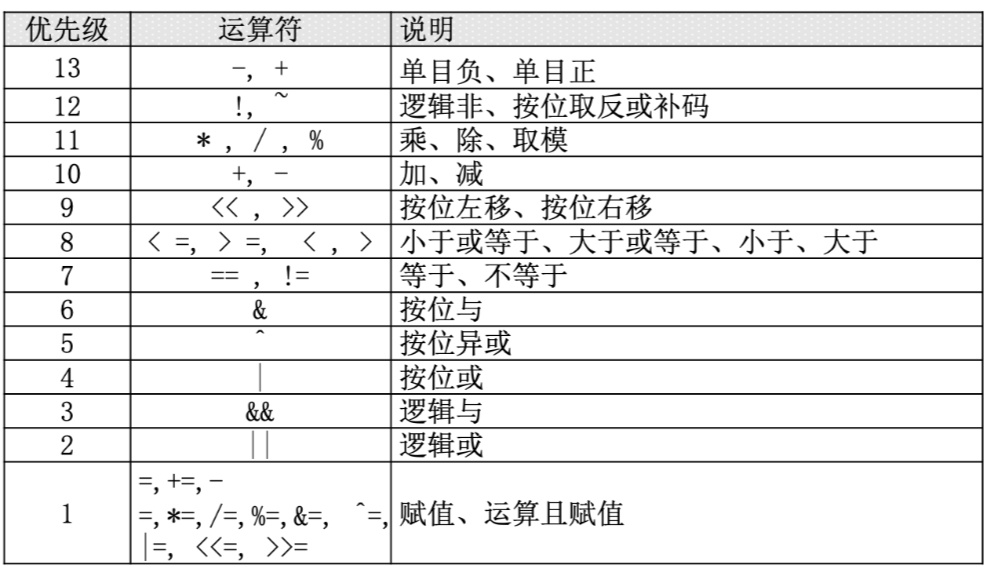 优先级 运算符 说明
13 -, + 单目负、单目正
12 !, ~ 逻辑非、按位取反或补码
11 * , / , % 乘、除、取模
10 +, - 加、减
9 << , >> 按位左移、按位右移
8 < =, > =, < , > 小于或等于、大于或等于、小于、大于
7 == , != 等于、不等于
6 & 按位与
5 ^ 按位异或
4 | 按位或
3 && 逻辑与
2 || 逻辑或
1 =, +=, -
=, *=, /=, %=, &=, ^=, 赋值、运算且赋值
|=, <<=, >>=